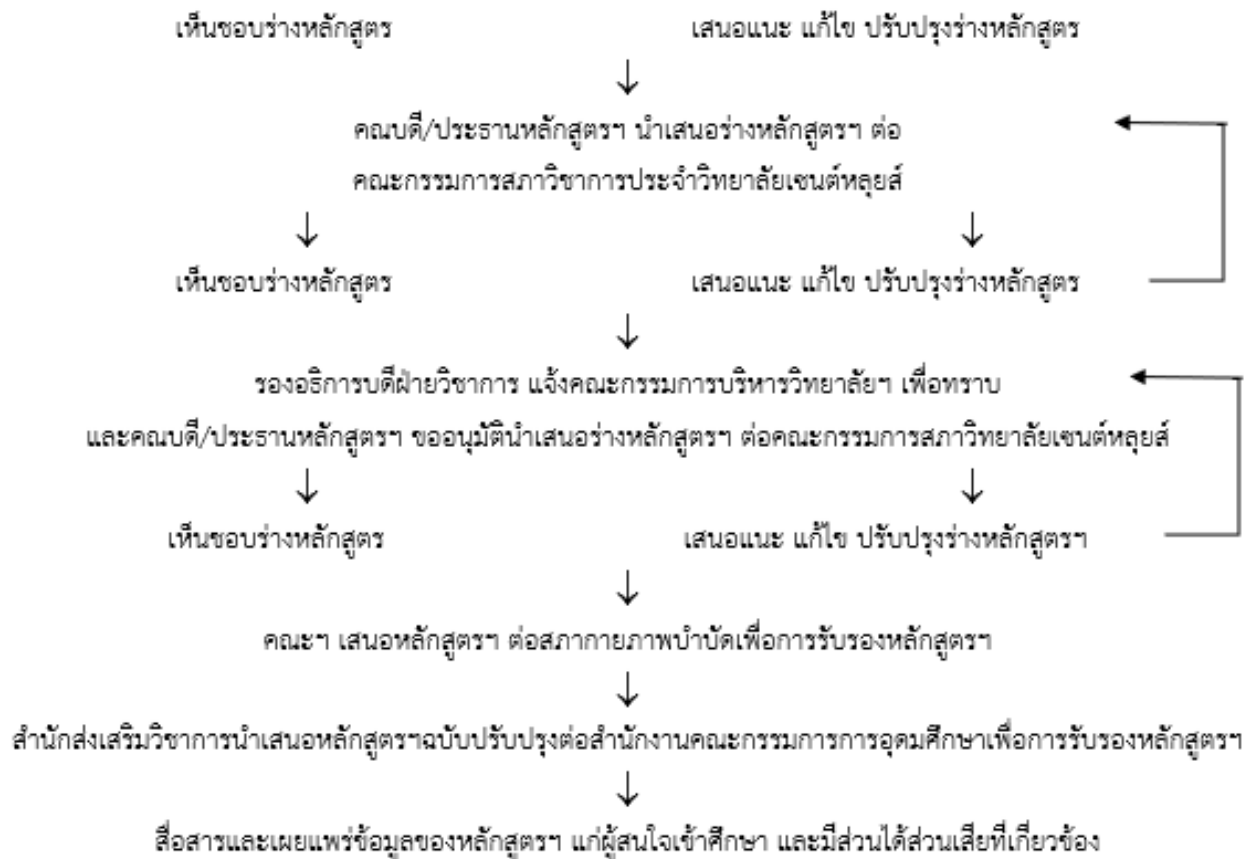 เห็นชอบร่างหลักสูตร เสนอแนะ แก้ไข ปรับปรุงร่างหลักสูตร
คณบดี/ประธานหลักสูตรฯ นำเสนอร่างหลักสูตรฯ ต่อ
คณะกรรมการสภาวิชาการประจำวิทยาลัยเซนต์หลุยส์
เห็นชอบร่างหลักสูตร เสนอแนะ แก้ไข ปรับปรุงร่างหลักสูตร
รองอธิการบดีฝ่ายวิชาการ แจ้งคณะกรรมการบริหารวิทยาลัยฯ เพื่อทราบ
และคณบดี/ประธานหลักสูตรฯ ขออนุมัตินำเสนอร่างหลักสูตรฯ ต่อคณะกรรมการสภาวิทยาลัยเซนต์หลุยส์
เห็นชอบร่างหลักสูตร เสนอแนะ แก้ไข ปรับปรุงร่างหลักสูตรฯ
คณะฯ เสนอหลักสูตรฯ ต่อสภากายภาพบำบัดเพื่อการรับรองหลักสูตรฯ
สำนักส่งเสริมวิชาการนำเสนอหลักสูตรฯฉบับปรับปรุงต่อสำนักงานคณะกรรมการการอุดมศึกษาเพื่อการรับรองหลักสูตรฯ
สื่อสารและเผยแพร่ข้อมูลของหลักสูตรฯ แก่ผู้สนใจเข้าศึกษา และมีส่วนได้ส่วนเสียที่เกี่ยวข้อง